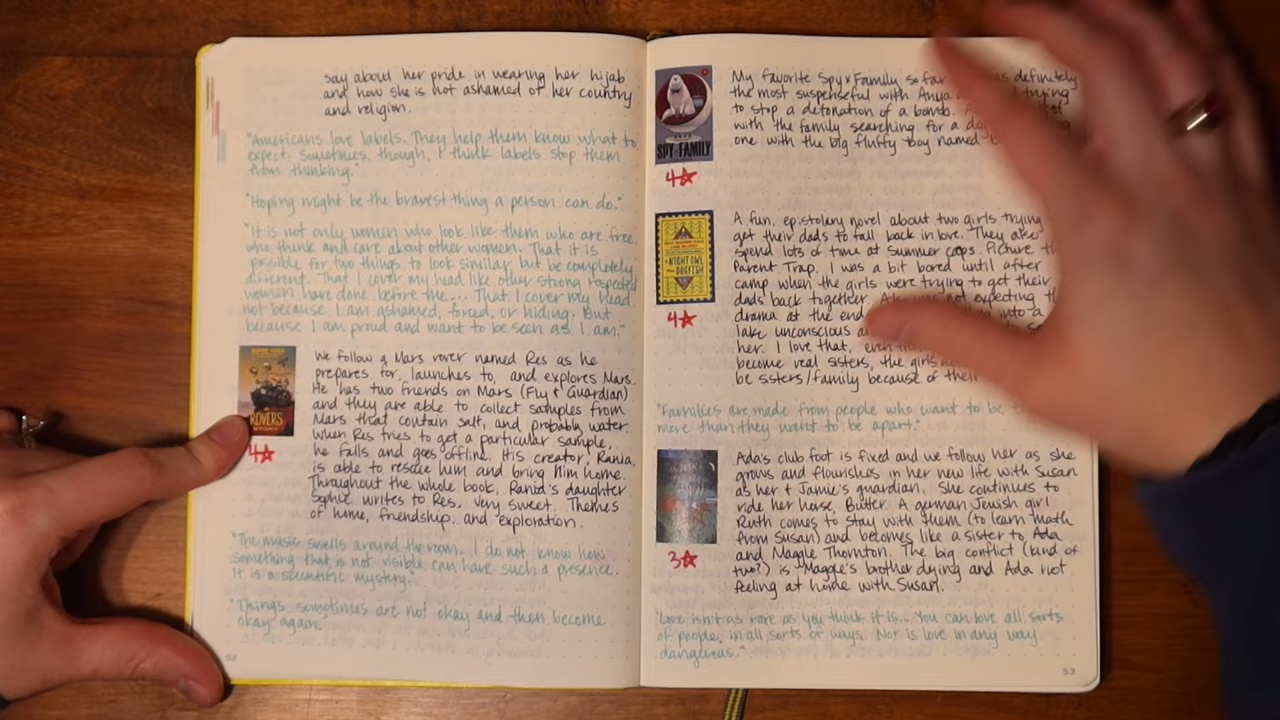 say about her pride in wearing her hijab
and how she is not ashamed of her country
and religion.
"Americans love labels. They help them know what to
expect. Sometimes, though, I think labels stop them
from thinking."
"Hoping might be the bravest thing a person can do."
"It is not only women who look like them who are free,
who think and care about other women. That it is
possible for two things to look similar but be completely
different. That I cover my head like other strong respected
women have done before me.... That I cover my head
not because I am ashamed, forced, or hiding. But
because I am proud and want to be seen as I am."
ROVER'S
STORY
4☆
We follow a Mars rover named Res as he
prepares for, launches to, and explores Mars.
He has two friends on Mars (Fly & Guardian)
and they are able to collect samples from
Mars that contain salt, and probably water.
When Res tries to get a particular sample,
he falls and goes offline. His creator, Rania,
is able to rescue him and bring him home.
Throughout the whole book, Rania's daughter
Sophie writes to Res. Very sweet. Themes
of home, friendship, and exploration.
"The music swells around the room. I do not know how
something that is not visible can have such a presence.
It is a scientific mystery."
"Things sometimes are not okay and then become
okay again."
52
SPY×FAMILY
4☆
My favorite Spy×Family so far definitely
the most suspenseful with Anya trying
to stop a detonation of a bomb.
with the family searching for a
one with the big fluffy boy named
NIGHT OWL
DOGFISH
4☆
A fun, epistolary novel about two girls trying
get their dads to fall back in love. They also
spend lots of time at summer caps. Picture
Parent Trap. I was a bit bored until after
camp when the girls were trying to get their
dads back together. not expecting
drama at the end into a
lake unconscious
her. I love that, even
become real sisters, the girls
be sisters/family because of their
"Families are made from people who want to be
more than they want to be apart."
3☆
Ada's club foot is fixed and we follow her as she
grows and flourishes in her new life with Susan
as her & Jamie's guardian. She continues to
ride her horse, Butter. A german Jewish girl
Ruth comes to stay with them (to learn math
from Susan) and becomes like a sister to Ada
and Maggie Thornton. The big conflict (kind of
two?) is Maggie's brother dying and Ada not
feeling at home with Susan.
"Love isn't as rare as you think it is... You can love all sorts
of people, in all sorts of ways. Nor is love in any way
dangerous."
53